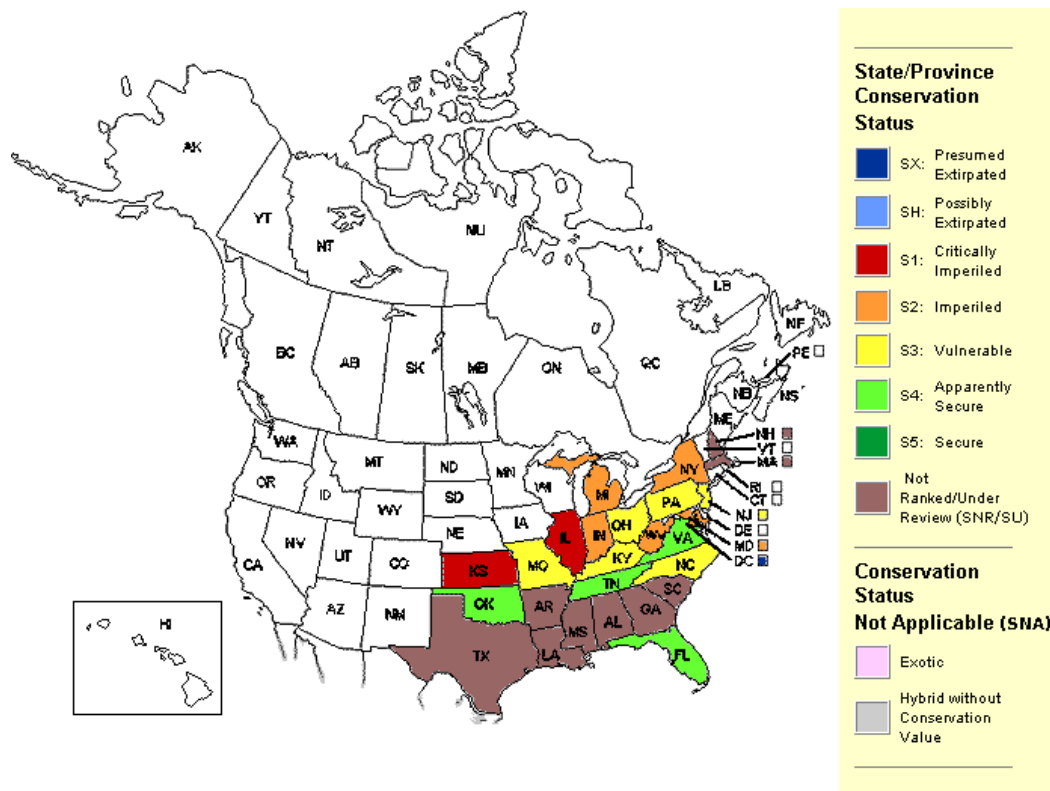 AK
YT
NT
NU
BC
AB
SK
MB
ON
QC
LB
NF
PE
NB
NS
ME
NH
VT
MA
RI
CT
NJ
DE
MD
DC
WA
OR
ID
MT
ND
MN
WI
SD
WY
NE
IA
MI
NY
PA
OH
IN
IL
WV
VA
KY
NC
TN
SC
CA
NV
UT
CO
KS
MO
AZ
NM
OK
AR
TX
LA
MS
AL
GA
FL
HI
State/Province
Conservation
Status
SX: Presumed
Extirpated
SH: Possibly
Extirpated
S1: Critically
Imperiled
S2: Imperiled
S3: Vulnerable
S4: Apparently
Secure
S5: Secure
Not
Ranked/Under
Review (SNR/SU)
Conservation
Status
Not Applicable (SNA)
Exotic
Hybrid without
Conservation
Value